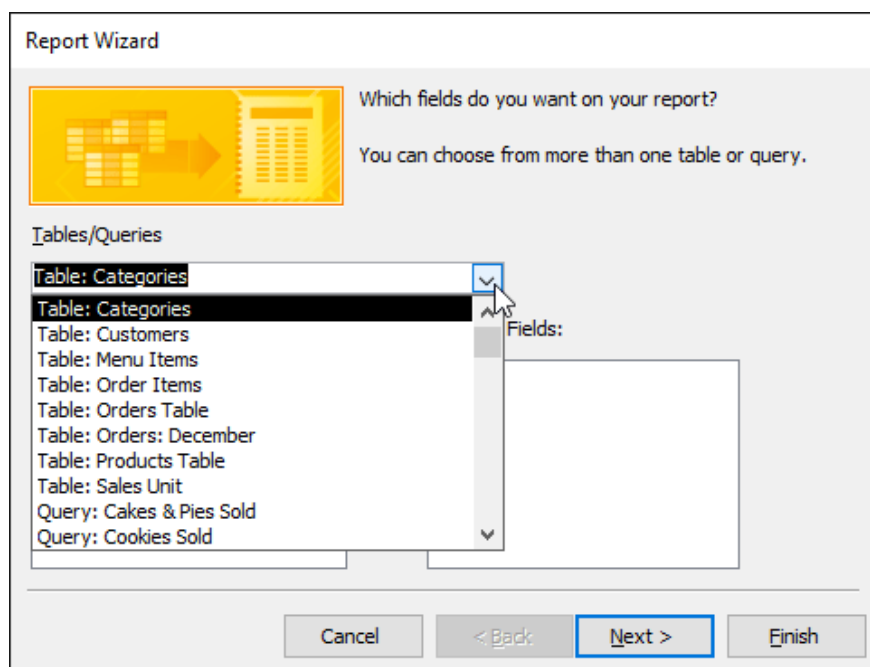 Report Wizard
Which fields do you want on your report?
You can choose from more than one table or query.
Tables/Queries
Table: Categories
Table: Categories
Table: Customers
Table: Menu Items
Table: Order Items
Table: Orders Table
Table: Orders: December
Table: Products Table
Table: Sales Unit
Query: Cakes & Pies Sold
Query: Cookies Sold
Fields:
Cancel
< Back
Next >
Finish